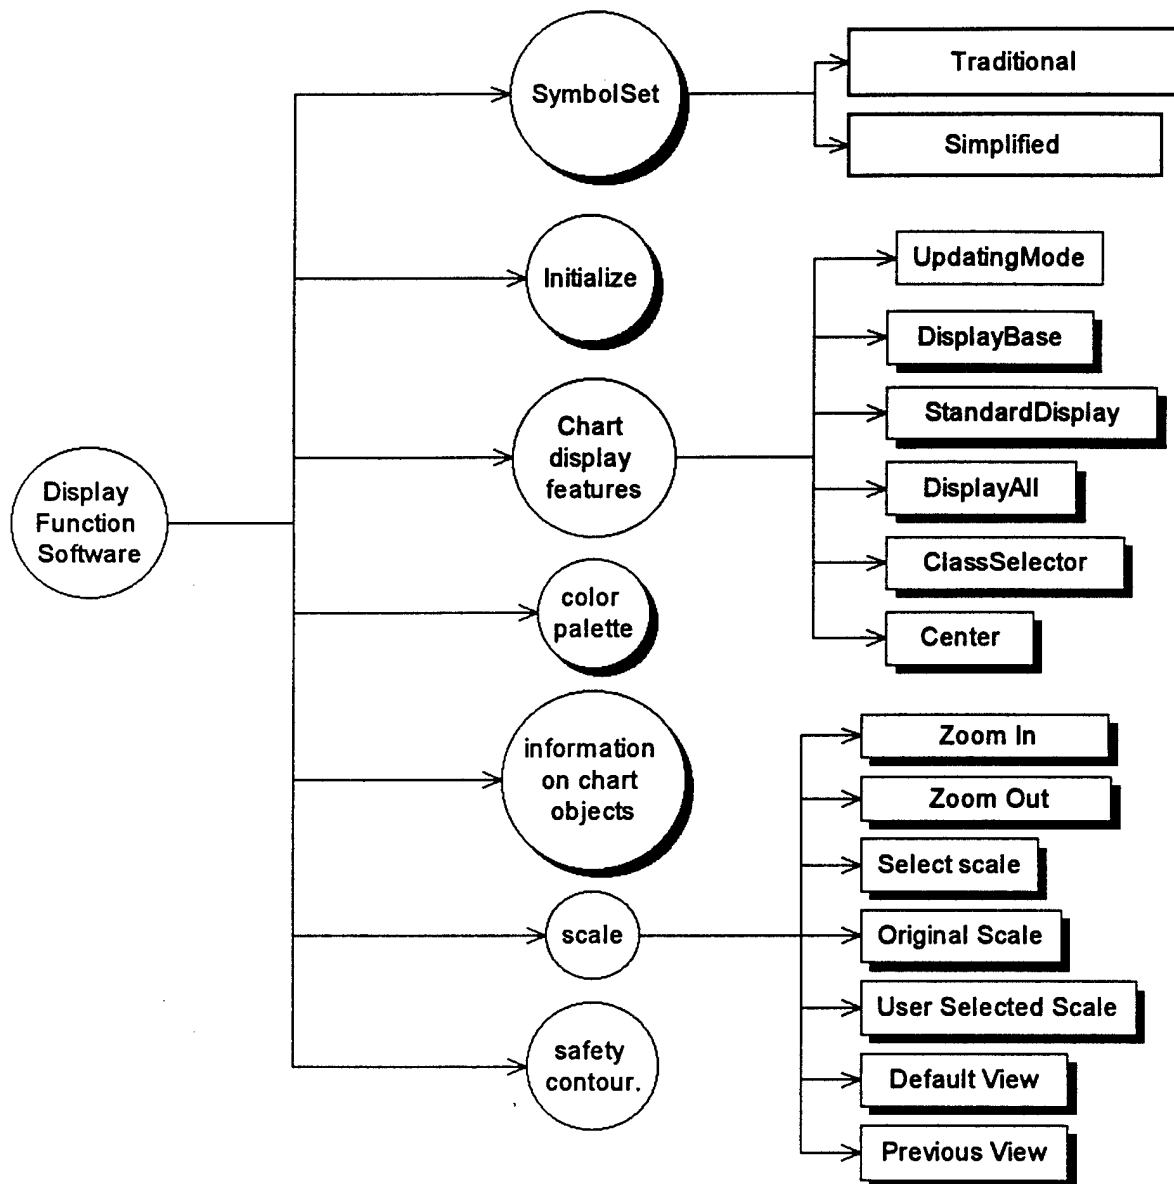 Display
Function
Software
SymbolSet
Traditional
Simplified
Initialize
Chart
display
features
UpdatingMode
DisplayBase
StandardDisplay
DisplayAll
ClassSelector
Center
color
palette
information
on chart
objects
scale
Zoom In
Zoom Out
Select scale
Original Scale
User Selected Scale
Default View
Previous View
safety
contour.